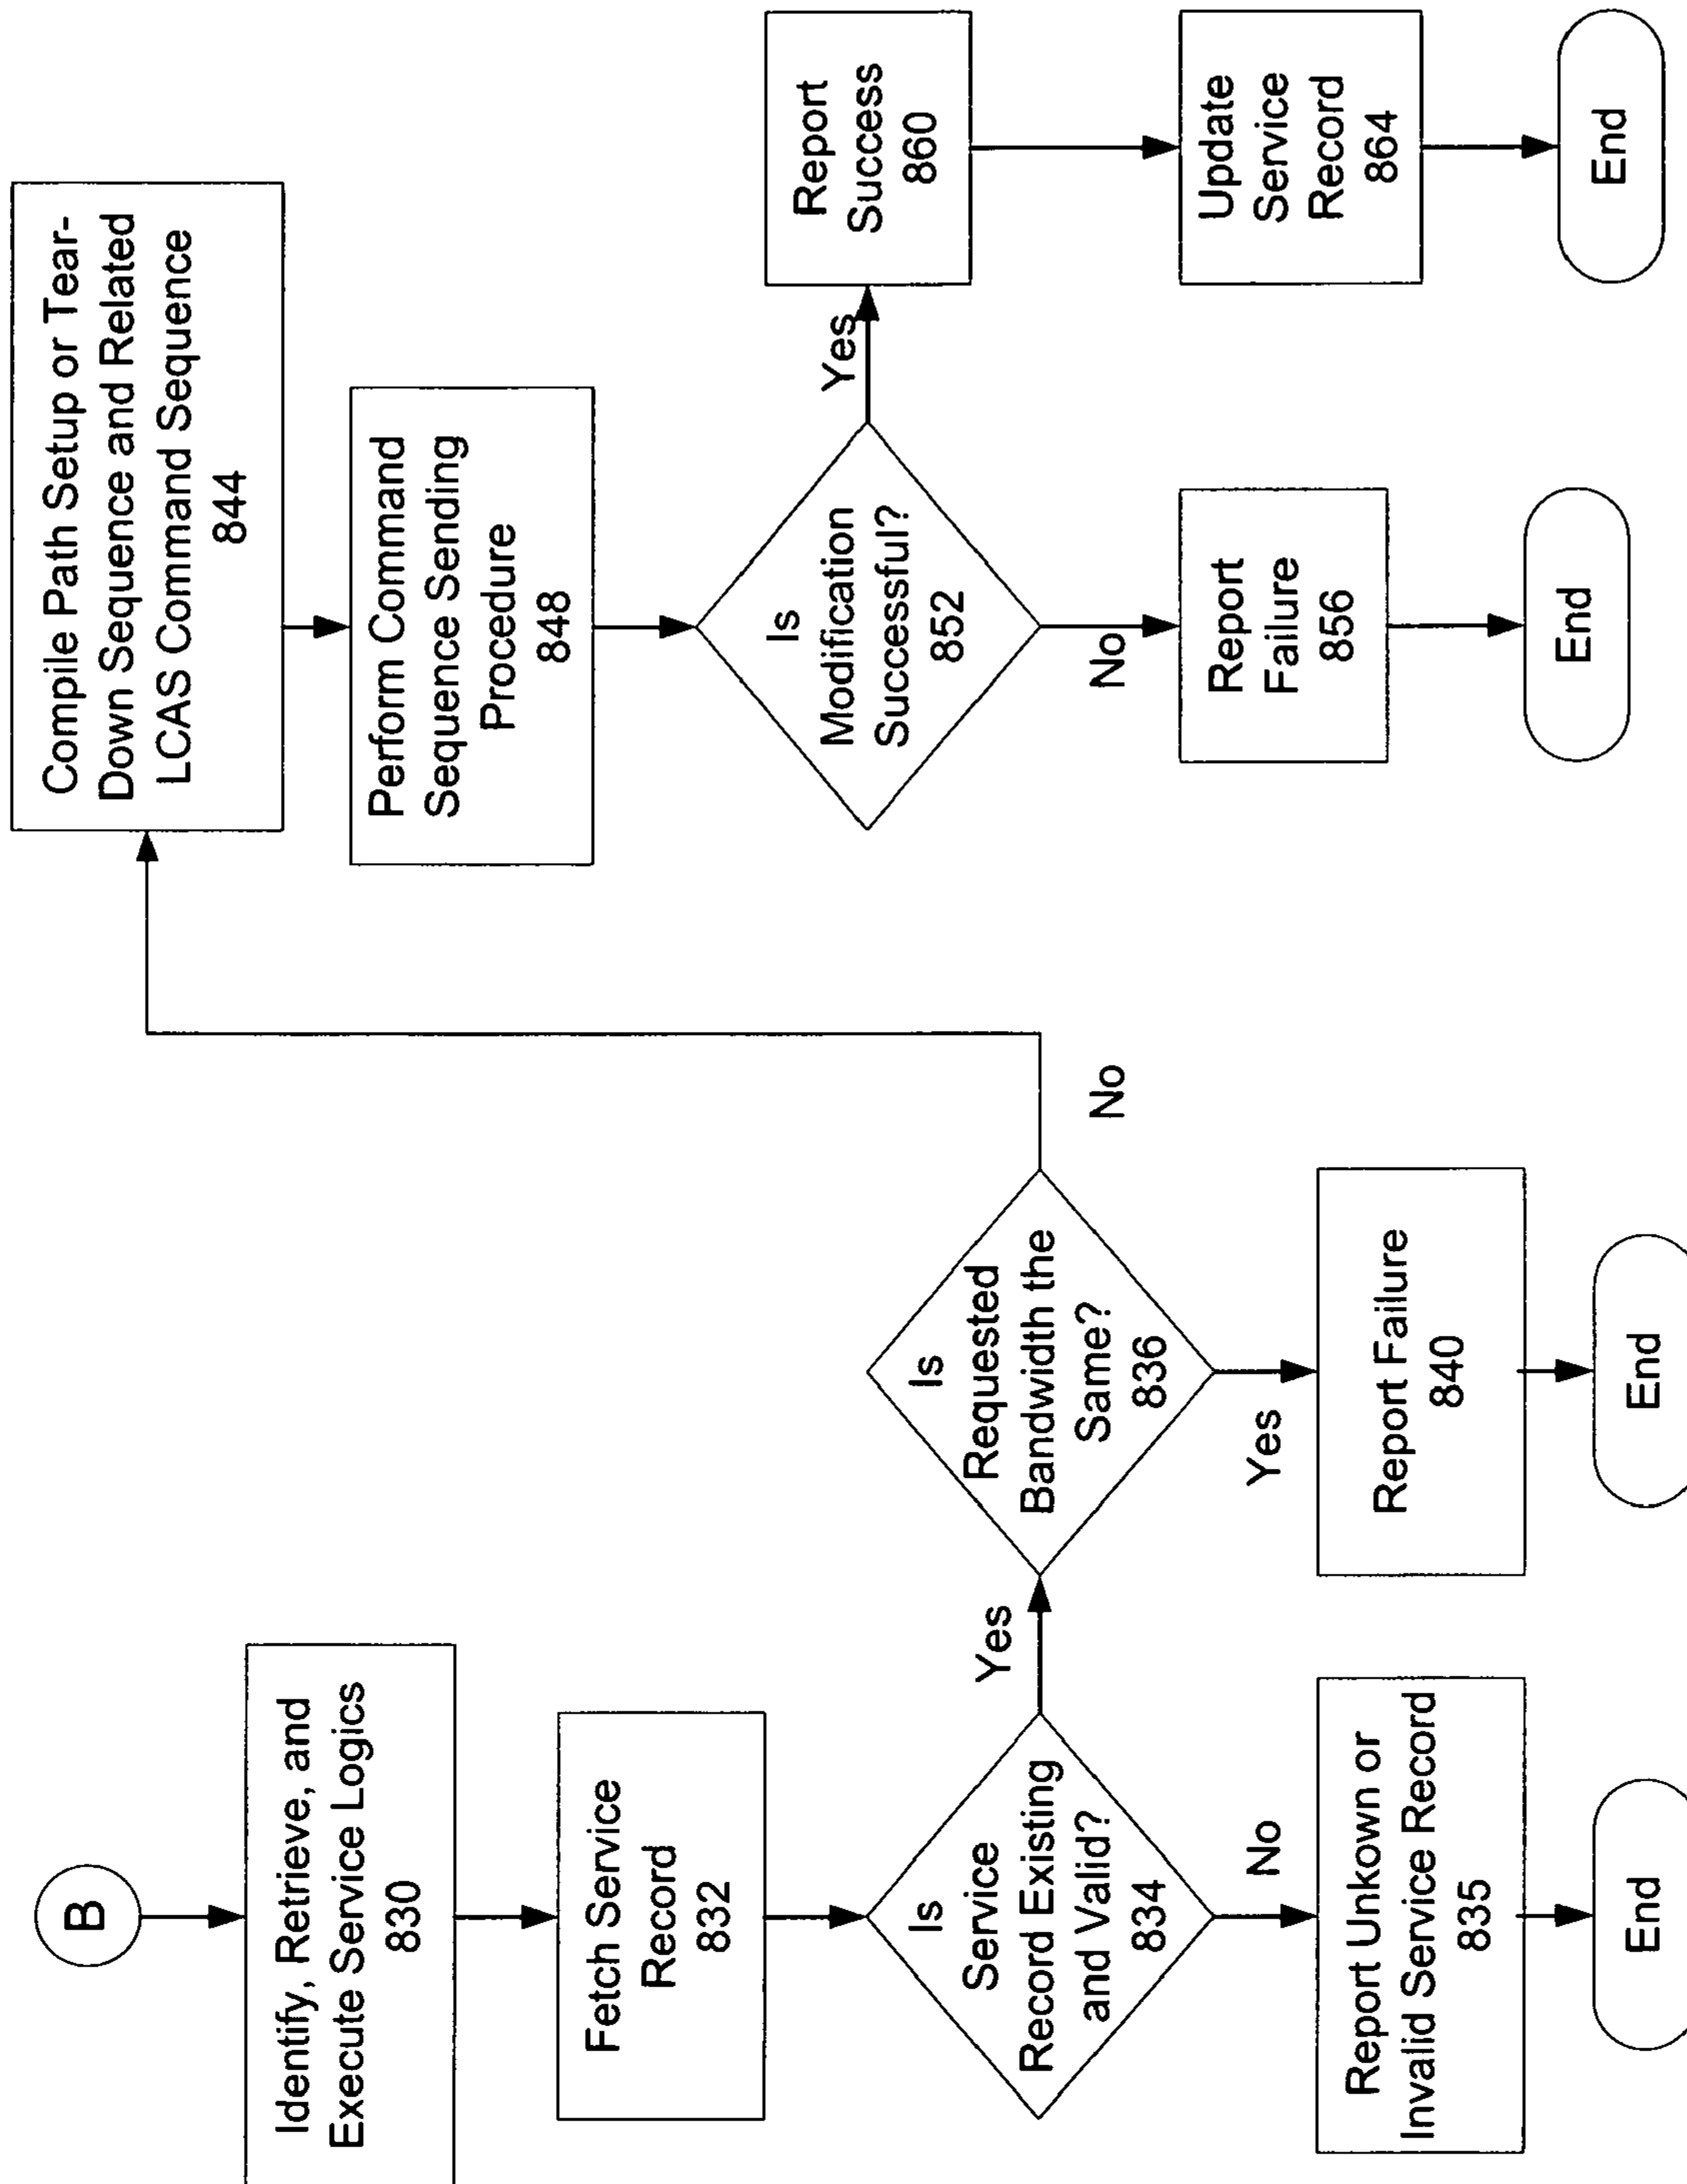 B
Identify, Retrieve, and
Execute Service Logics
830
Fetch Service
Record
832
Is
Service
Record Existing
and Valid?
834
Yes
No
Report Unkown or
Invalid Service Record
835
End
Is
Requested
Bandwidth the
Same?
836
No
Yes
Report Failure
840
End
Compile Path Setup or Tear-
Down Sequence and Related
LCAS Command Sequence
844
Perform Command
Sequence Sending
Procedure
848
Is
Modification
Successful?
852
Yes
No
Report
Failure
856
End
Report
Success
860
Update
Service
Record
864
End